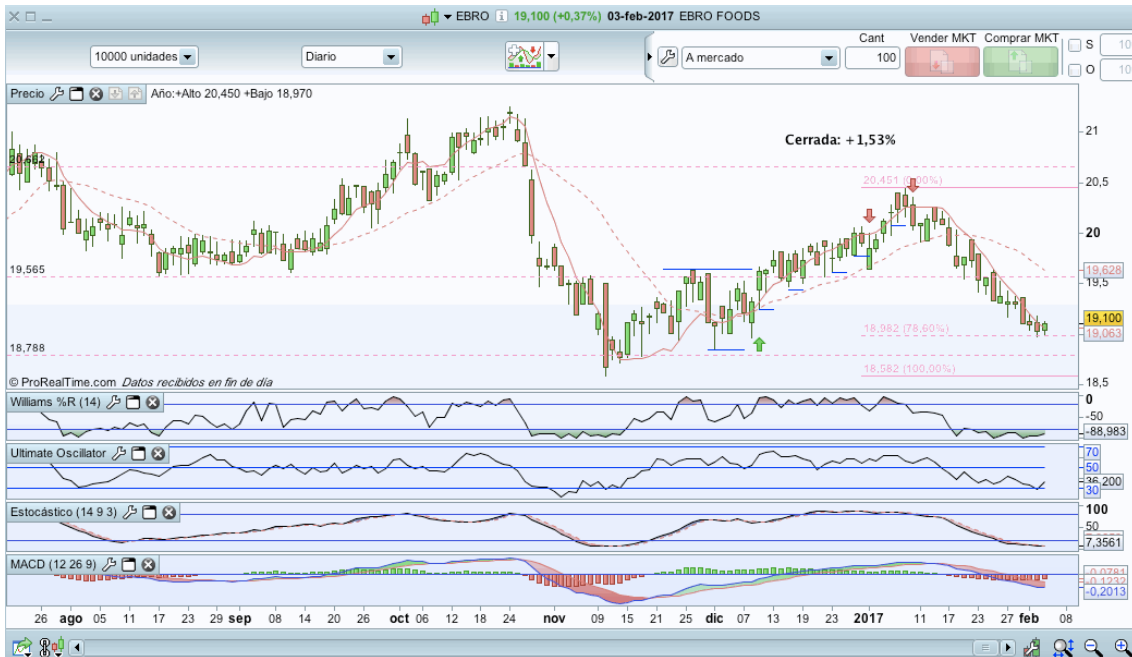 EBRO 19,100 (+0,37%) 03-feb-2017 EBRO FOODS
Cant Vender MKT Comprar MKT
10000 unidades Diario A mercado 100 S 10
O 10
Precio Año:+Alto 20,450 +Bajo 18,970
21
Cerrada: +1,53%
20,662
20,451 (0,00%)
20,5
20
19,565
19,628
19,5
19,100
18,982 (78,60%)
19,063
18,788
18,582 (100,00%)
© ProRealTime.com Datos recibidos en fin de día
18,5
Williams %R (14)
0
-50
-88,983
Ultimate Oscillator
70
50
36,200
30
Estocástico (14 9 3)
100
50
7,3561
MACD (12 26 9)
-0,0781
-0,1232
-0,2013
26 ago 05 11 17 23 29 sep 08 14 20 26 oct 06 12 18 24 nov 09 15 21 25 dic 07 13 19 23 2017 11 17 23 27 feb 08